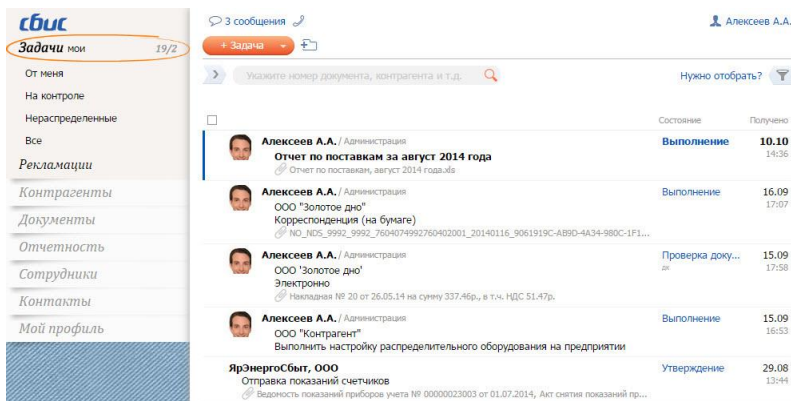 сбис
Задачи мои 19/2
От меня
На контроле
Нераспределенные
Все
Рекламации
Контрагенты
Документы
Отчетность
Сотрудники
Контакты
Мой профиль
3 сообщения
Алексеев А.А.
+ Задача
Укажите номер документа, контрагента и т.д.
Нужно отобрать?
Состояние Получено
Алексеев А.А. / Администрация Выполнение 10.10
Отчет по поставкам за август 2014 года 14:36
Отчет по поставкам, август 2014 года.xls
Алексеев А.А. / Администрация Выполнение 16.09
ООО "Золотое дно" 17:07
Корреспонденция (на бумаге)
NO_NDS_9992_9992_7604074992760402001_20140116_9061919C-AB9D-4A34-980C-1F1...
Алексеев А.А. / Администрация Проверка доку... 15.09
ООО 'Золотое дно' дк 17:58
Электронно
Накладная № 20 от 26.05.14 на сумму 337.46р., в т.ч. НДС 51.47р.
Алексеев А.А. / Администрация Выполнение 15.09
ООО "Контрагент" 16:53
Выполнить настройку распределительного оборудования на предприятии
ЯрЭнергоСбыт, ООО Утверждение 29.08
Отправка показаний счетчиков 13:44
Ведомость показаний приборов учета № 00000023003 от 01.07.2014, Акт снятия показаний пр...